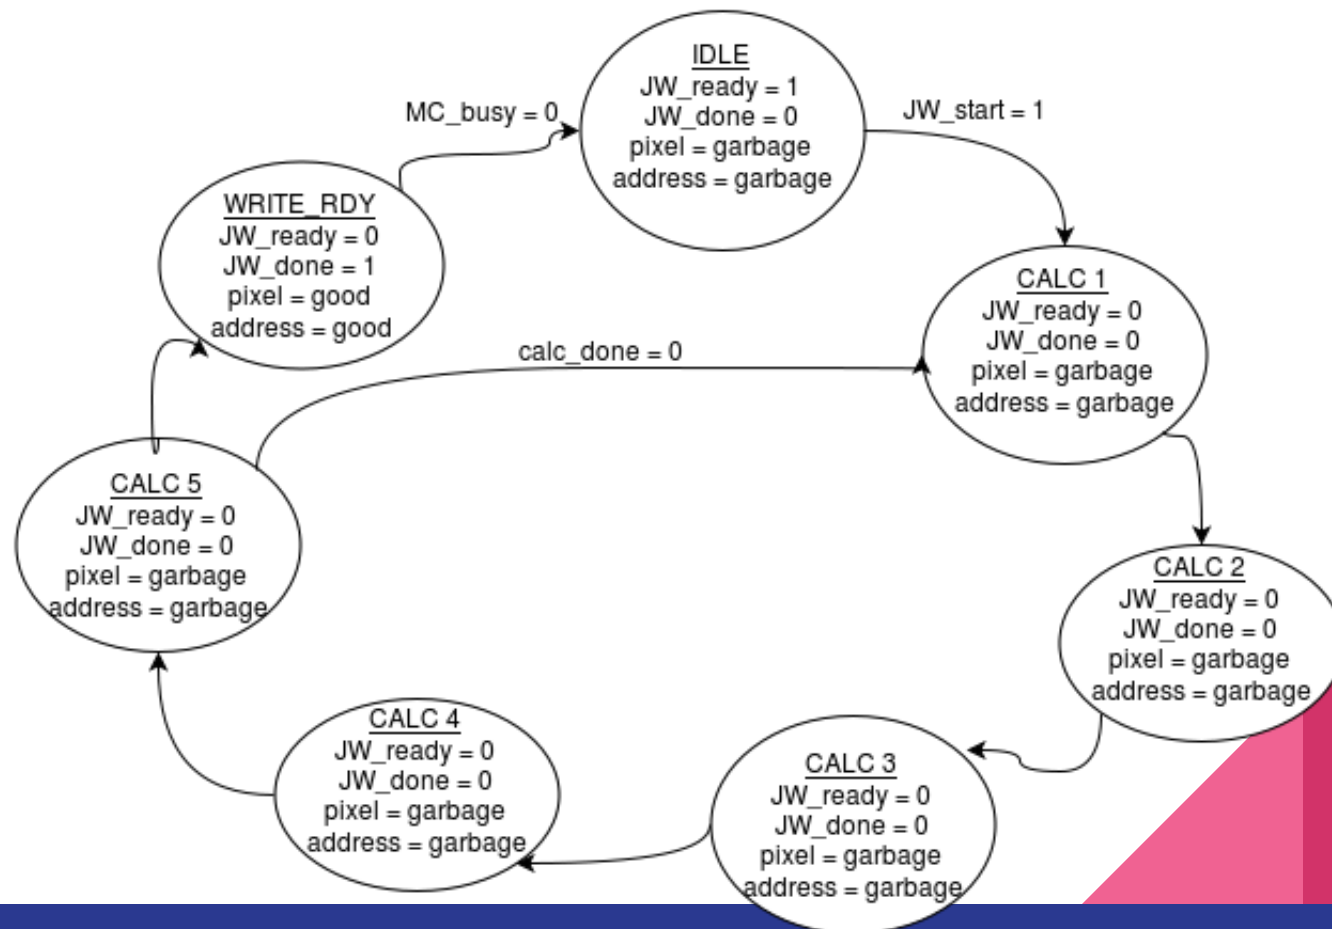 IDLE
JW_ready = 1
JW_done = 0
pixel = garbage
address = garbage
MC_busy = 0
JW_start = 1
WRITE_RDY
JW_ready = 0
JW_done = 1
pixel = good
address = good
CALC 1
JW_ready = 0
JW_done = 0
pixel = garbage
address = garbage
calc_done = 0
CALC 5
JW_ready = 0
JW_done = 0
pixel = garbage
address = garbage
CALC 2
JW_ready = 0
JW_done = 0
pixel = garbage
address = garbage
CALC 4
JW_ready = 0
JW_done = 0
pixel = garbage
address = garbage
CALC 3
JW_ready = 0
JW_done = 0
pixel = garbage
address = garbage